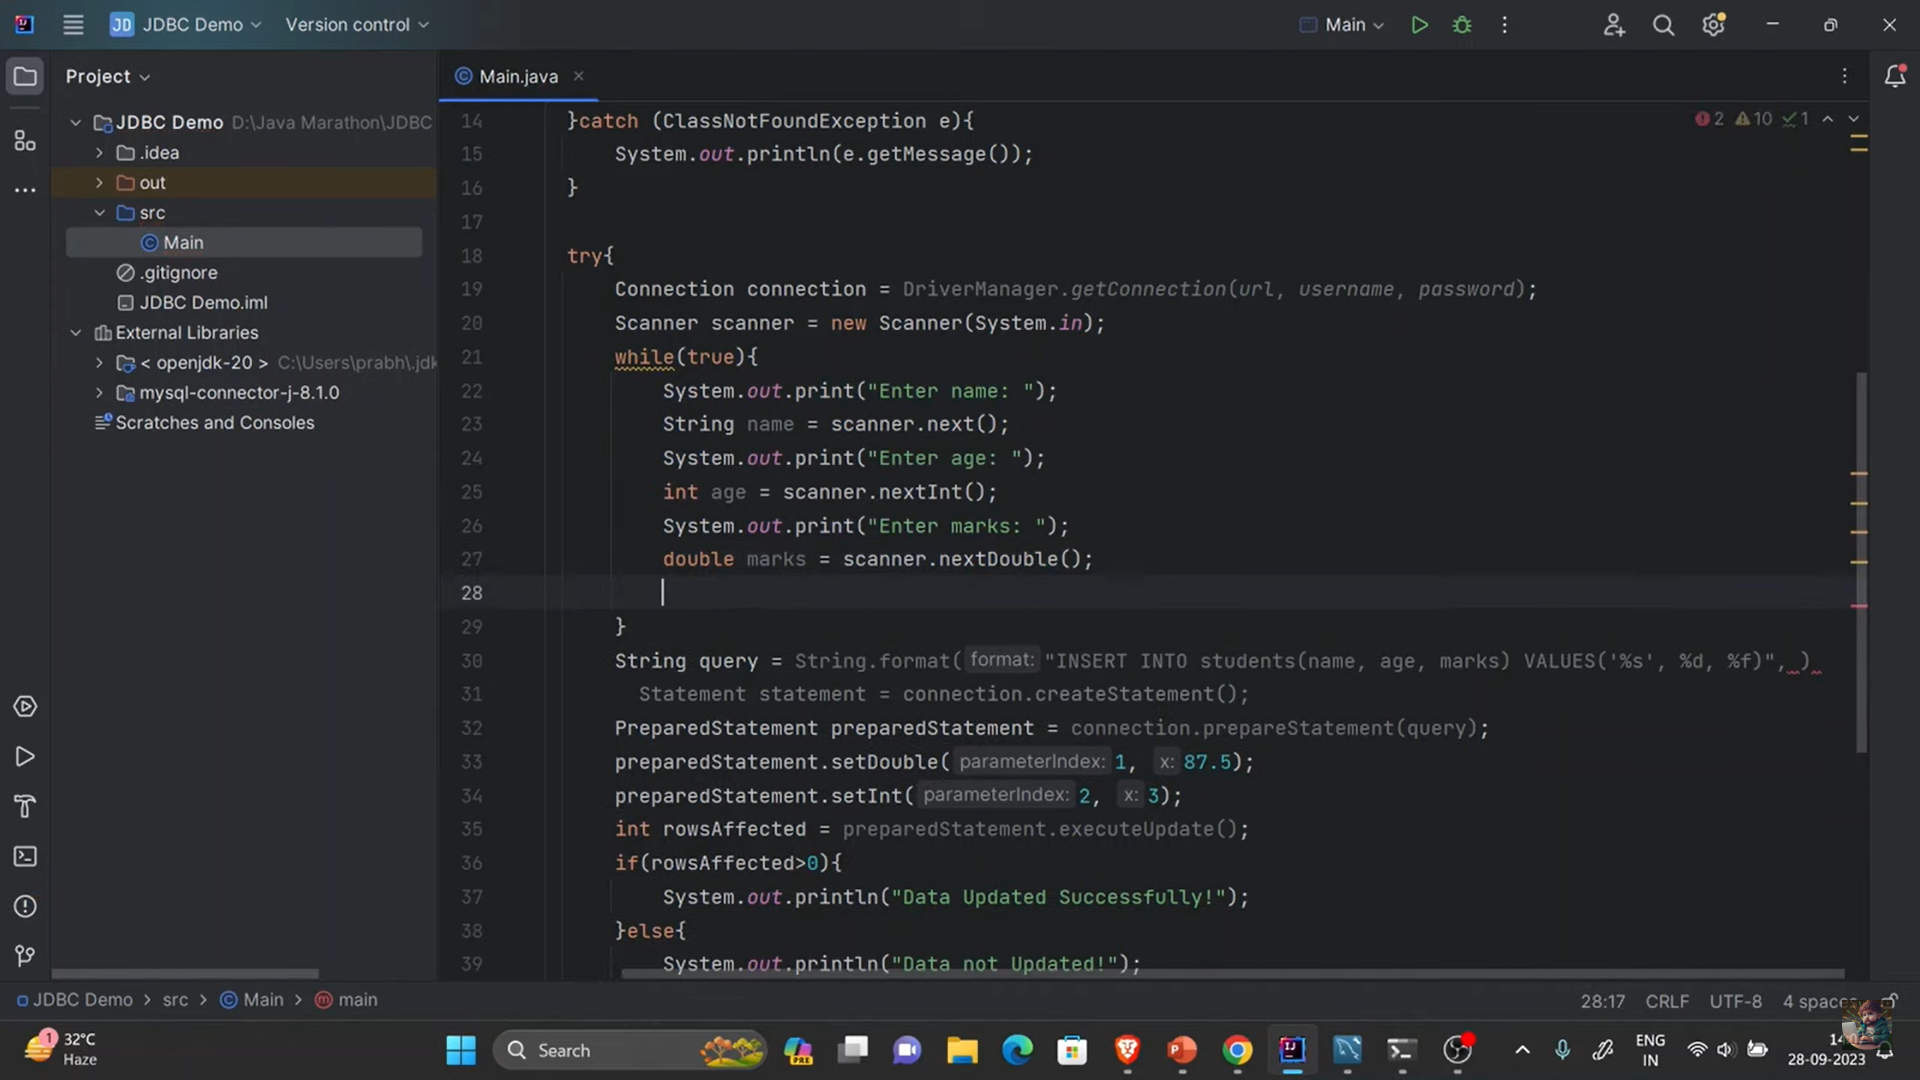 JD JDBC Demo Version control Main
Project Main.java
JDBC Demo D:\Java Marathon\JDBC
.idea
out
src
Main
.gitignore
JDBC Demo.iml
External Libraries
< openjdk-20 > C:\Users\prabh\.jdk
mysql-connector-j-8.1.0
Scratches and Consoles
2 10 1
14 }catch (ClassNotFoundException e){
15 System.out.println(e.getMessage());
16 }
17
18 try{
19 Connection connection = DriverManager.getConnection(url, username, password);
20 Scanner scanner = new Scanner(System.in);
21 while(true){
22 System.out.print("Enter name: ");
23 String name = scanner.next();
24 System.out.print("Enter age: ");
25 int age = scanner.nextInt();
26 System.out.print("Enter marks: ");
27 double marks = scanner.nextDouble();
28
29 }
30 String query = String.format( format: "INSERT INTO students(name, age, marks) VALUES('%s', %d, %f)", )
31 Statement statement = connection.createStatement();
32 PreparedStatement preparedStatement = connection.prepareStatement(query);
33 preparedStatement.setDouble( parameterIndex: 1, x: 87.5);
34 preparedStatement.setInt( parameterIndex: 2, x: 3);
35 int rowsAffected = preparedStatement.executeUpdate();
36 if(rowsAffected>0){
37 System.out.println("Data Updated Successfully!");
38 }else{
39 System.out.println("Data not Updated!");
JDBC Demo > src > Main > main 28:17 CRLF UTF-8 4
1 32°C
Haze
Search
PRE
ENG
IN
28-09-2023